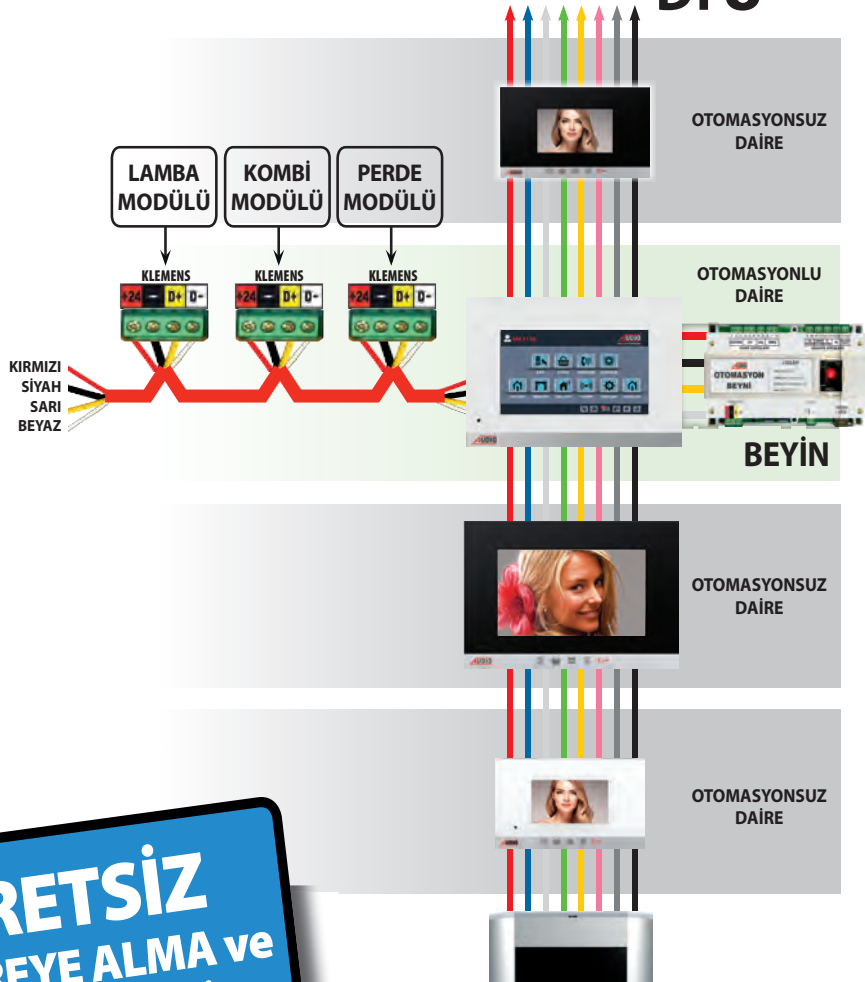 OTOMASYONSUZ
DAİRE
LAMBA
MODÜLÜ
KOMBİ
MODÜLÜ
PERDE
MODÜLÜ
KLEMENS
KLEMENS
KLEMENS
+24 - D+ D-
+24 - D+ D-
+24 - D+ D-
OTOMASYONLU
DAİRE
KIRMIZI
SİYAH
SARI
BEYAZ
AUDIO
AUDIO
OTOMASYON
BEYNİ
BEYİN
OTOMASYONSUZ
DAİRE
AUDIO
OTOMASYONSUZ
DAİRE
RETSİZ
REYE ALMA ve